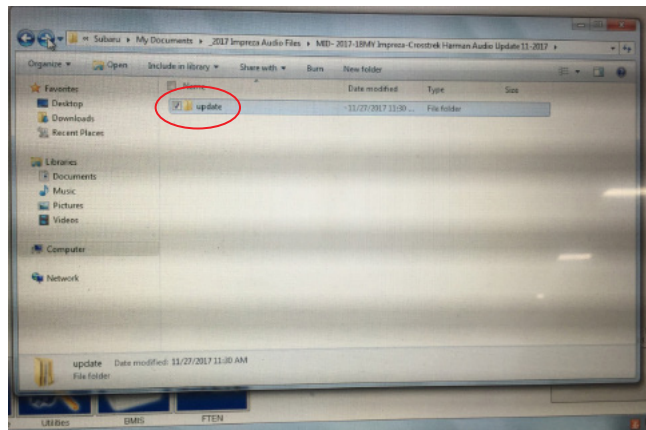 « Subaru ▸ My Documents ▸ _2017 Impreza Audio Files ▸ MID- 2017-18MY Impreza-Crosstrek Harman Audio Update 11-2017 ▸
Organize Open Include in library Share with Burn New folder
Name Date modified Type Size
update 11/27/2017 11:30 ... File folder
Favorites
Desktop
Downloads
Recent Places
Libraries
Documents
Music
Pictures
Videos
Computer
Network
update Date modified: 11/27/2017 11:30 AM
File folder
Utilities BMIS FTEN